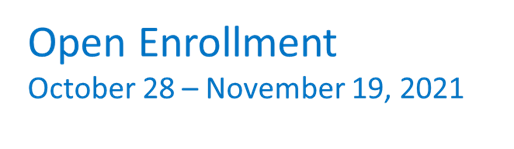 Open Enrollment
October 28 – November 19, 2021